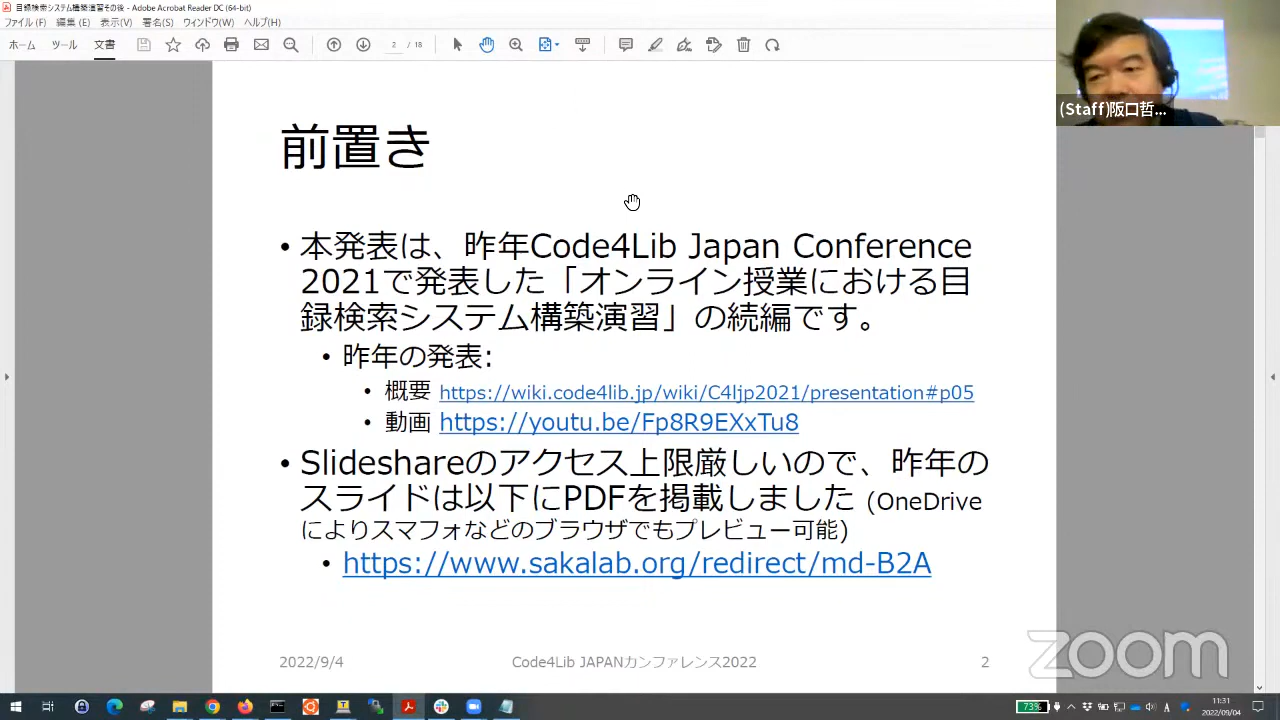 目録検索システム構築演習その後 - Adobe Acrobat Reader DC (64-bit)
ファイル(F) 編集(E) 表示(V) 署名(S) ウィンドウ(W) ヘルプ(H)
ホーム ツール 文書 2 / 18
(Staff)阪口哲...
前置き
• 本発表は、昨年Code4Lib Japan Conference
2021で発表した「オンライン授業における目
録検索システム構築演習」の続編です。
• 昨年の発表:
• 概要 https://wiki.code4lib.jp/wiki/C4ljp2021/presentation#p05
• 動画 https://youtu.be/Fp8R9EXxTu8
• Slideshareのアクセス上限厳しいので、昨年の
スライドは以下にPDFを掲載しました (OneDrive
によりスマフォなどのブラウザでもプレビュー可能)
• https://www.sakalab.org/redirect/md-B2A
2022/9/4 Code4Lib JAPANカンファレンス2022 2
zoom
73% 11:31
2022/09/04